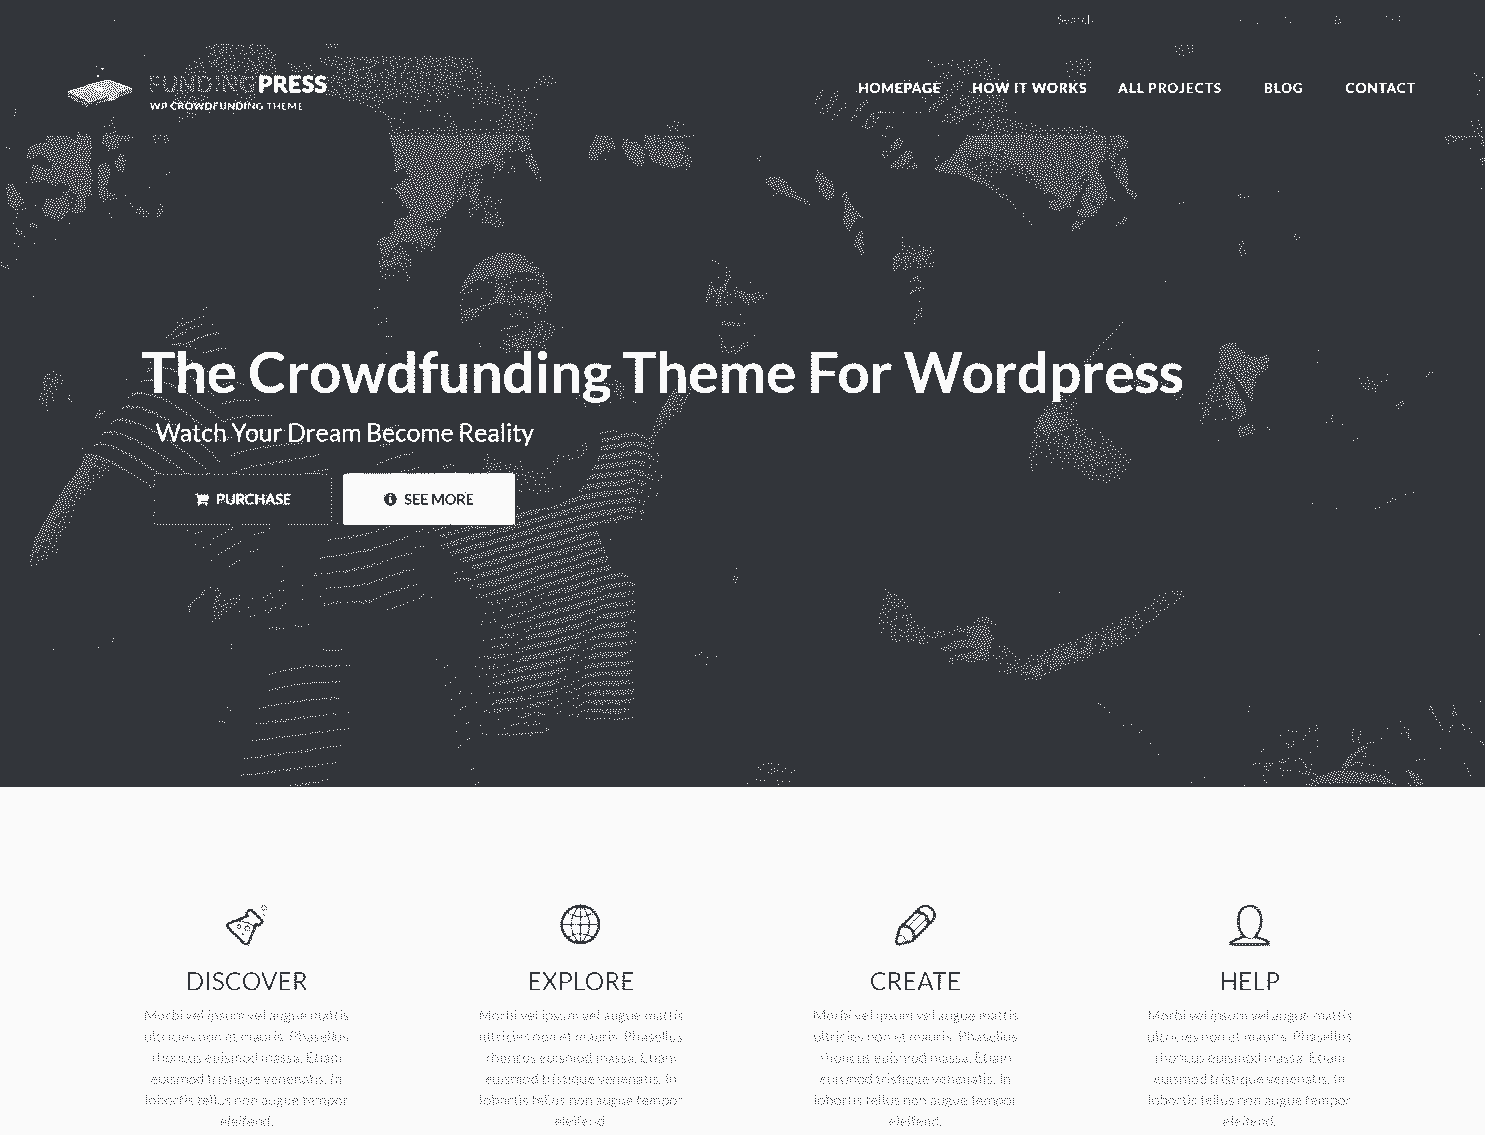 Search
FUNDINGPRESS
WP CROWDFUNDING THEME
HOMEPAGE HOW IT WORKS ALL PROJECTS BLOG CONTACT
The Crowdfunding Theme For Wordpress
Watch Your Dream Become Reality
PURCHASE SEE MORE
DISCOVER
Morbi vel ipsum vel augue mattis
ultricies non et mauris. Phasellus
rhoncus euismod massa. Etiam
euismod tristique venenatis. In
lobortis tellus non augue tempor
eleifend.
EXPLORE
Morbi vel ipsum vel augue mattis
ultricies non et mauris. Phasellus
rhoncus euismod massa. Etiam
euismod tristique venenatis. In
lobortis tellus non augue tempor
eleifend.
CREATE
Morbi vel ipsum vel augue mattis
ultricies non et mauris. Phasellus
rhoncus euismod massa. Etiam
euismod tristique venenatis. In
lobortis tellus non augue tempor
eleifend.
HELP
Morbi vel ipsum vel augue mattis
ultricies non et mauris. Phasellus
rhoncus euismod massa. Etiam
euismod tristique venenatis. In
lobortis tellus non augue tempor
eleifend.